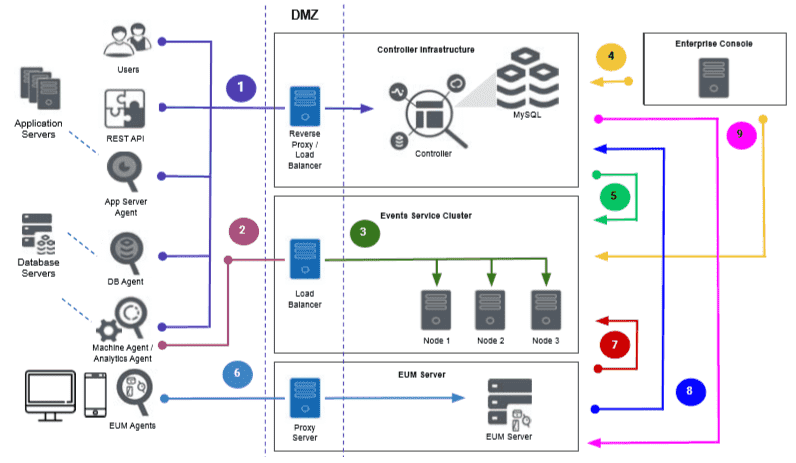 DMZ
Users
REST API
Application
Servers
App Server
Agent
Database
Servers
DB Agent
Machine Agent /
Analytics Agent
EUM Agents
1
2
3
6
Controller Infrastructure
Reverse
Proxy /
Load
Balancer
Controller
MySQL
Events Service Cluster
Load
Balancer
Node 1
Node 2
Node 3
EUM Server
Proxy
Server
EUM Server
Enterprise Console
4
9
5
7
8